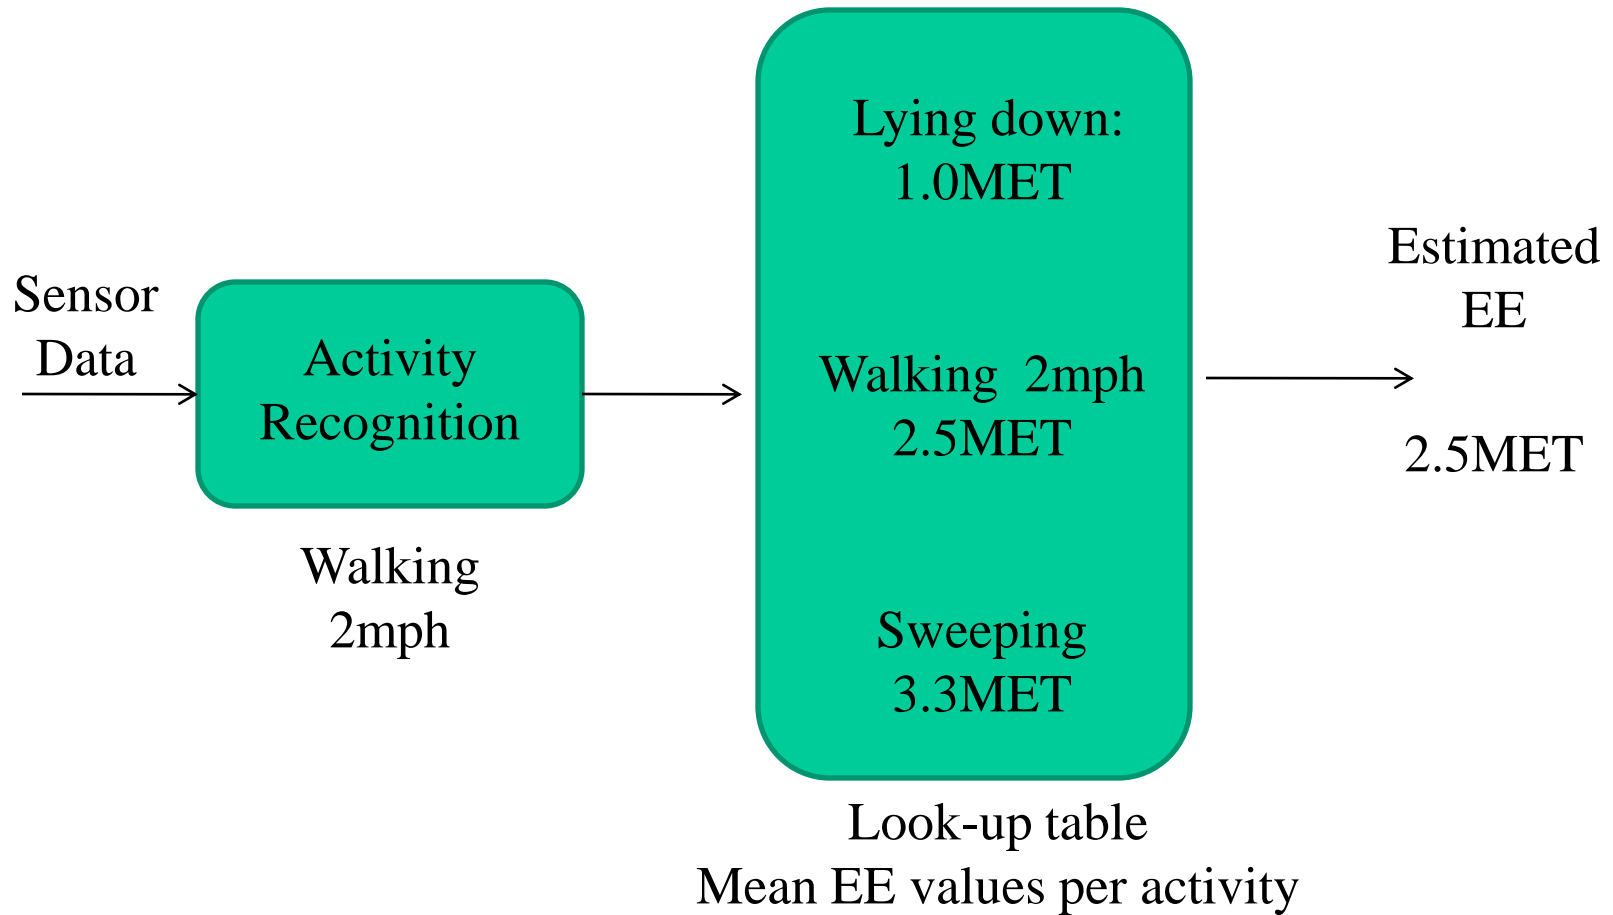 Sensor
Data
Activity
Recognition
Walking
2mph
Lying down:
1.0MET
Walking 2mph
2.5MET
Sweeping
3.3MET
Look-up table
Mean EE values per activity
Estimated
EE
2.5MET